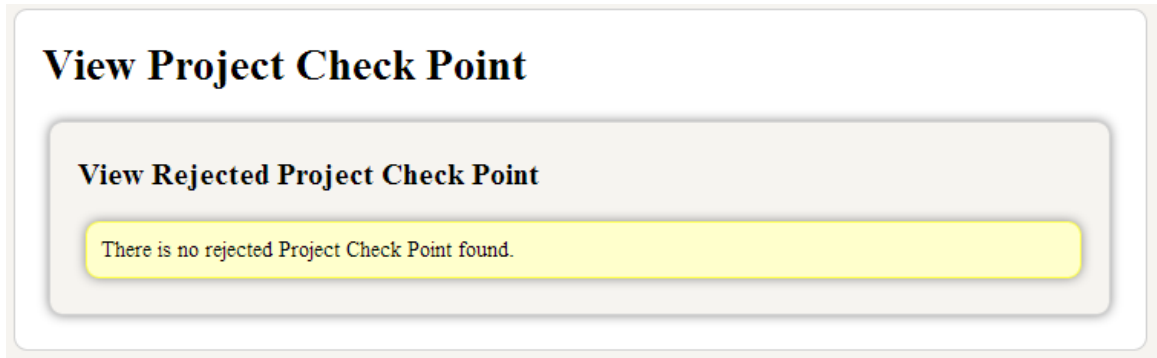 View Project Check Point
View Rejected Project Check Point
There is no rejected Project Check Point found.